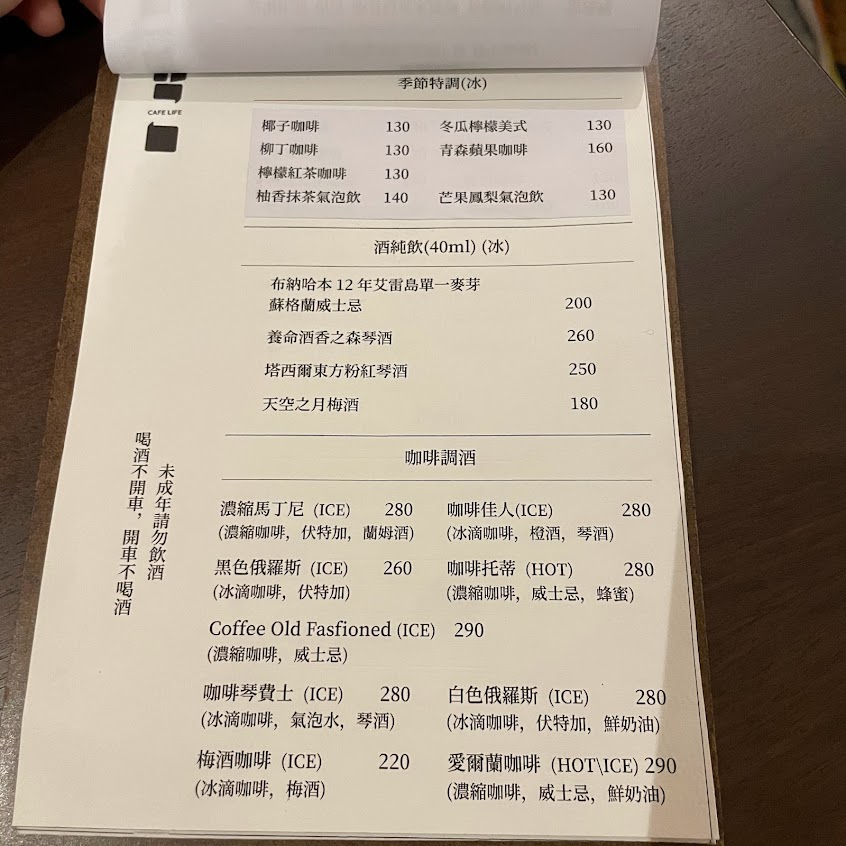 CAFE LIFE
季節特調(冰)
椰子咖啡 130 冬瓜檸檬美式 130
柳丁咖啡 130 青森蘋果咖啡 160
檸檬紅茶咖啡 130
柚香抹茶氣泡飲 140 芒果鳳梨氣泡飲 130
酒純飲(40ml) (冰)
布納哈本 12 年艾雷島單一麥芽
蘇格蘭威士忌 200
養命酒香之森琴酒 260
塔西爾東方粉紅琴酒 250
天空之月梅酒 180
咖啡調酒
濃縮馬丁尼 (ICE) 280 咖啡佳人(ICE) 280
(濃縮咖啡, 伏特加, 蘭姆酒) (冰滴咖啡, 橙酒, 琴酒)
黑色俄羅斯 (ICE) 260 咖啡托蒂 (HOT) 280
(冰滴咖啡, 伏特加) (濃縮咖啡, 威士忌, 蜂蜜)
Coffee Old Fasfioned (ICE) 290
(濃縮咖啡, 威士忌)
咖啡琴費士 (ICE) 280 白色俄羅斯 (ICE) 280
(冰滴咖啡, 氣泡水, 琴酒) (冰滴咖啡, 伏特加, 鮮奶油)
梅酒咖啡 (ICE) 220 愛爾蘭咖啡 (HOT\ICE) 290
(冰滴咖啡, 梅酒) (濃縮咖啡, 威士忌, 鮮奶油)
未成年請勿飲酒
喝酒不開車, 開車不喝酒